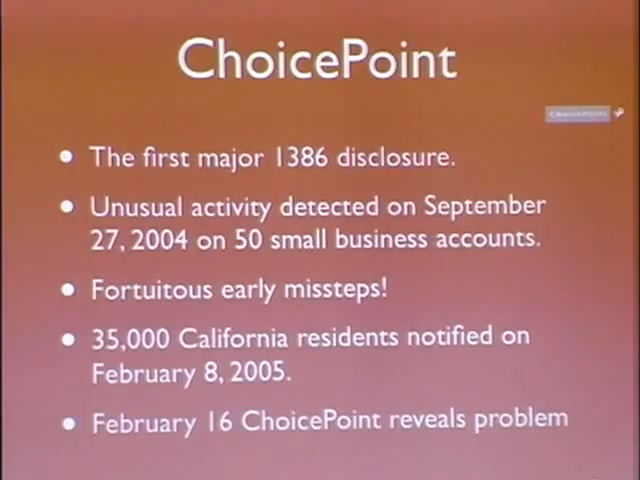 ChoicePoint
ChoicePoint
• The first major 1386 disclosure.
• Unusual activity detected on September
27, 2004 on 50 small business accounts.
• Fortuitous early missteps!
• 35,000 California residents notified on
February 8, 2005.
• February 16 ChoicePoint reveals problem